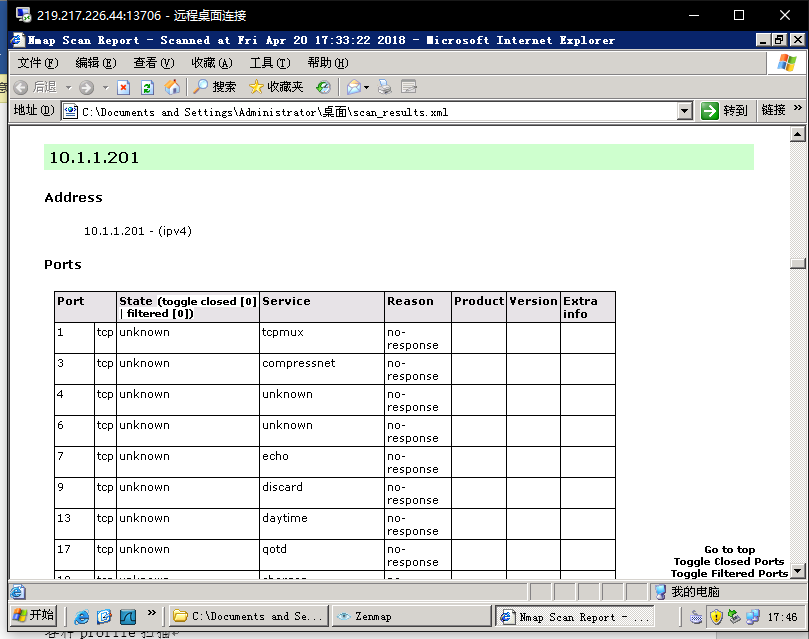 219.217.226.44:13706 - 远程桌面连接
Nmap Scan Report - Scanned at Fri Apr 20 17:33:22 2018 - Microsoft Internet Explorer
文件(F) 编辑(E) 查看(V) 收藏(A) 工具(T) 帮助(H)
后退 搜索 收藏夹
地址(D) C:\Documents and Settings\Administrator\桌面\scan_results.xml 转到 链接 »
10.1.1.201
Address
10.1.1.201 - (ipv4)
Ports
Port State (toggle closed [0] | filtered [0]) Service Reason Product Version Extra info
1 tcp unknown tcpmux no-response
3 tcp unknown compressnet no-response
4 tcp unknown unknown no-response
6 tcp unknown unknown no-response
7 tcp unknown echo no-response
9 tcp unknown discard no-response
13 tcp unknown daytime no-response
17 tcp unknown qotd no-response
Go to top
Toggle Closed Ports
Toggle Filtered Ports
我的电脑
开始 » C:\Documents and Se... Zenmap Nmap Scan Report - ... 17:46